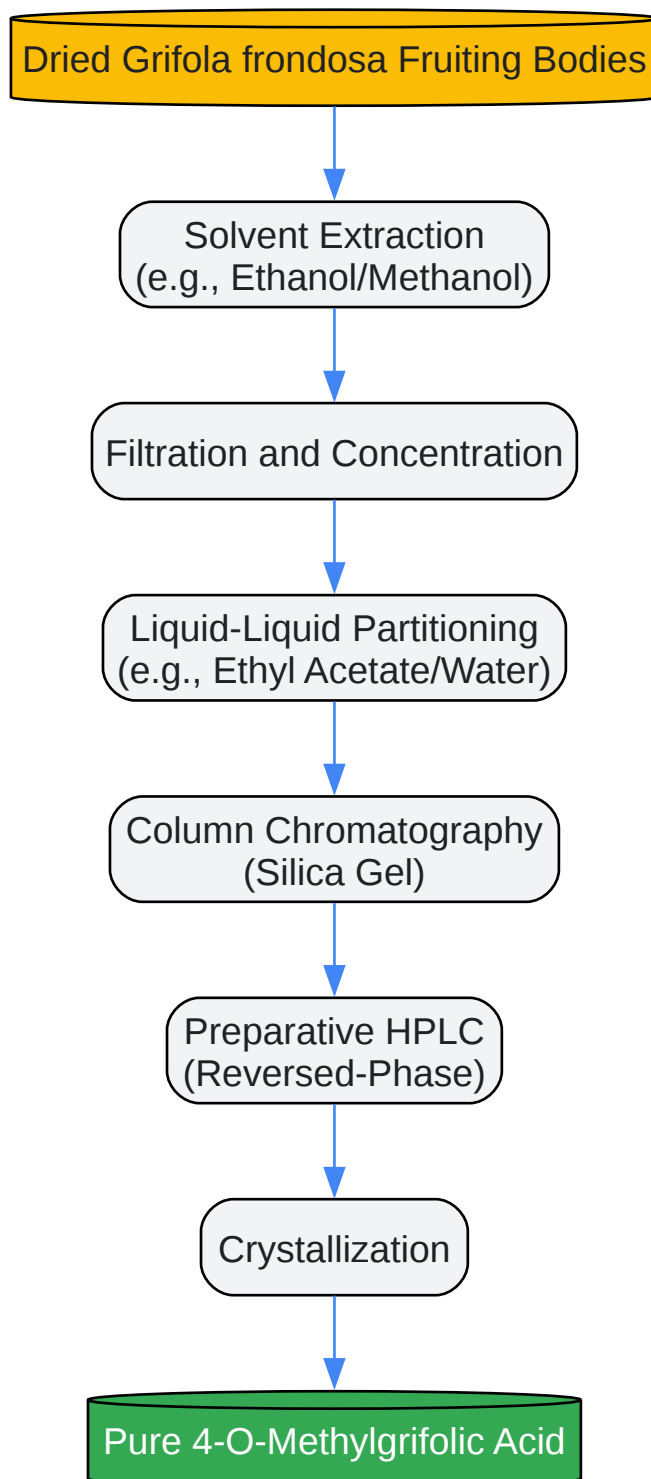 Dried Grifola frondosa Fruiting Bodies
Solvent Extraction
(e.g., Ethanol/Methanol)
Filtration and Concentration
Liquid-Liquid Partitioning
(e.g., Ethyl Acetate/Water)
Column Chromatography
(Silica Gel)
Preparative HPLC
(Reversed-Phase)
Crystallization
Pure 4-O-Methylgrifolic Acid